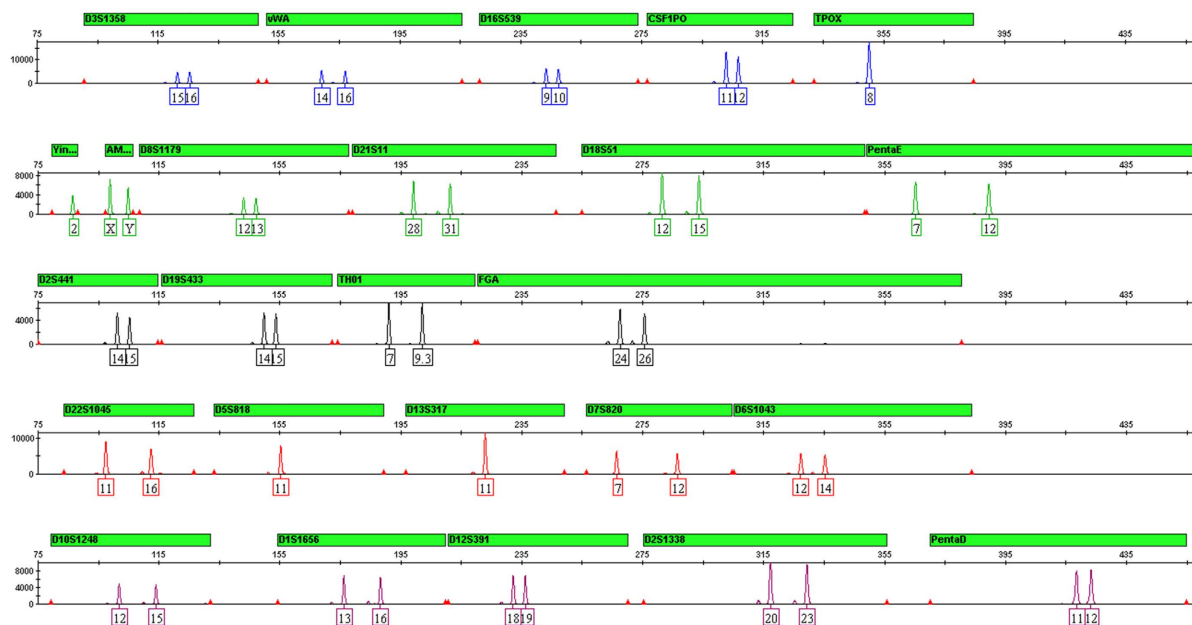 D3S1358 vWA D16S539 CSF1PO TPOX
75 115 155 195 235 275 315 355 395 435
10000
0
15 16 14 16 9 10 11 12 8
Yin... AM... D8S1179 D21S11 D18S51 PentaE
75 115 155 195 235 275 315 355 395 435
8000
4000
0
2 X Y 12 13 28 31 12 15 7 12
D2S441 D19S433 TH01 FGA
75 115 155 195 235 275 315 355 395 435
4000
0
14 15 14 15 7 9.3 24 26
D22S1045 D5S818 D13S317 D7S820 D6S1043
75 115 155 195 235 275 315 355 395 435
10000
0
11 16 11 11 7 12 12 14
D10S1248 D1S1656 D12S391 D2S1338 PentaD
75 115 155 195 235 275 315 355 395 435
8000
4000
0
12 15 13 16 18 19 20 23 11 12